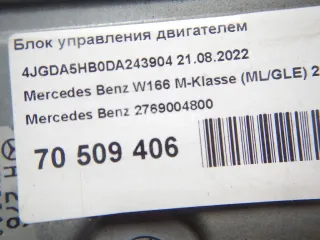 Блок управления двигателем
4JGDA5HB0DA243904 21.08.2022
Mercedes Benz W166 M-Klasse (ML/GLE) 2
Mercedes Benz 2769004800
70 509 406